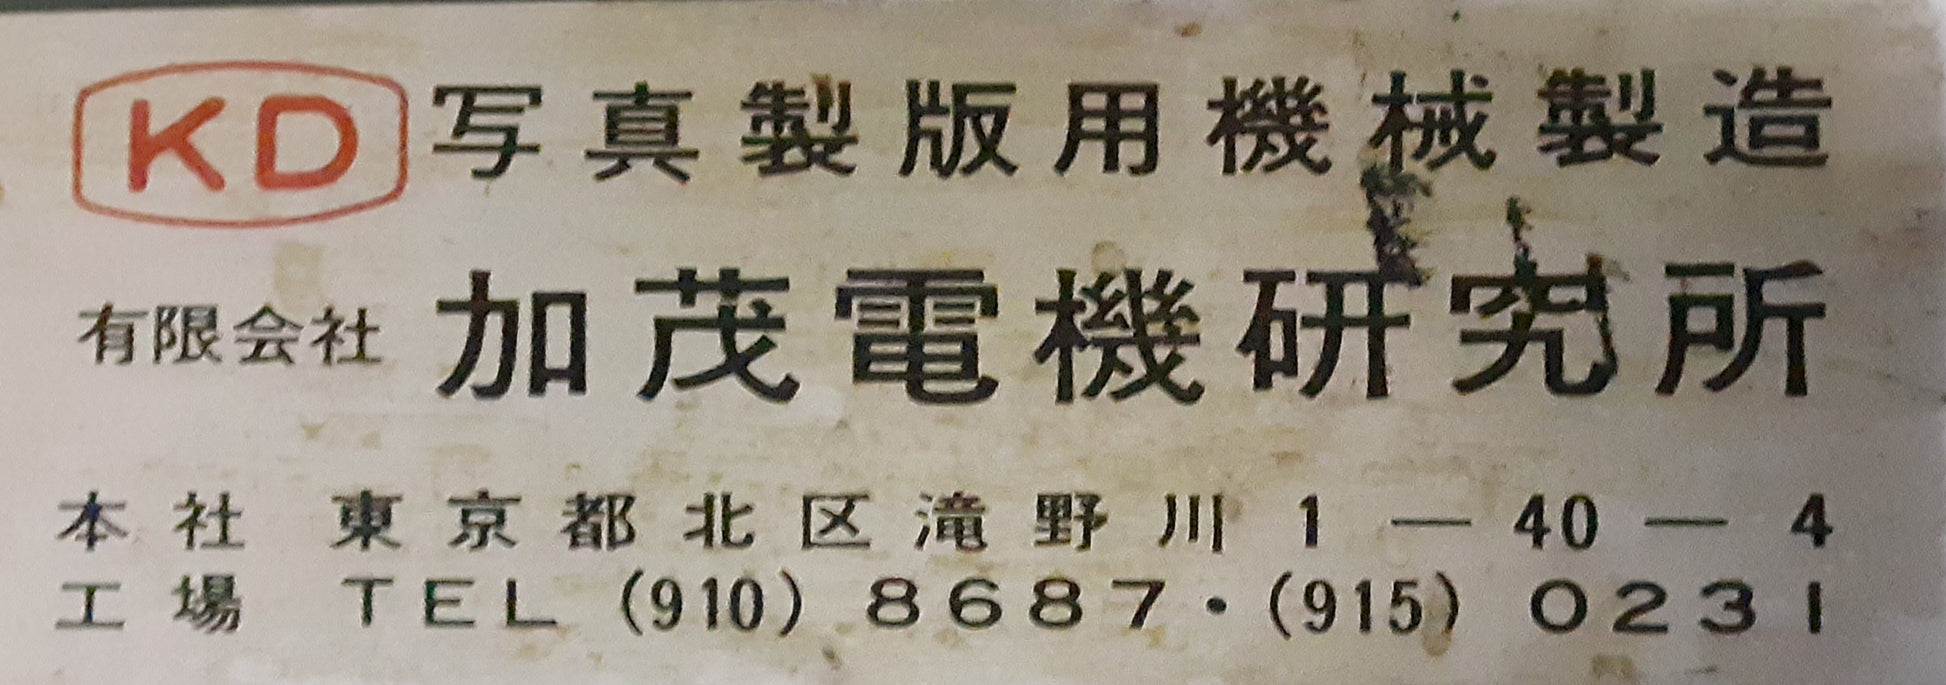 KD 写真製版用機械製造
有限会社 加茂電機研究所
本社 東京都北区滝野川1―40―4
工場 TEL (910) 8687・(915) 0231